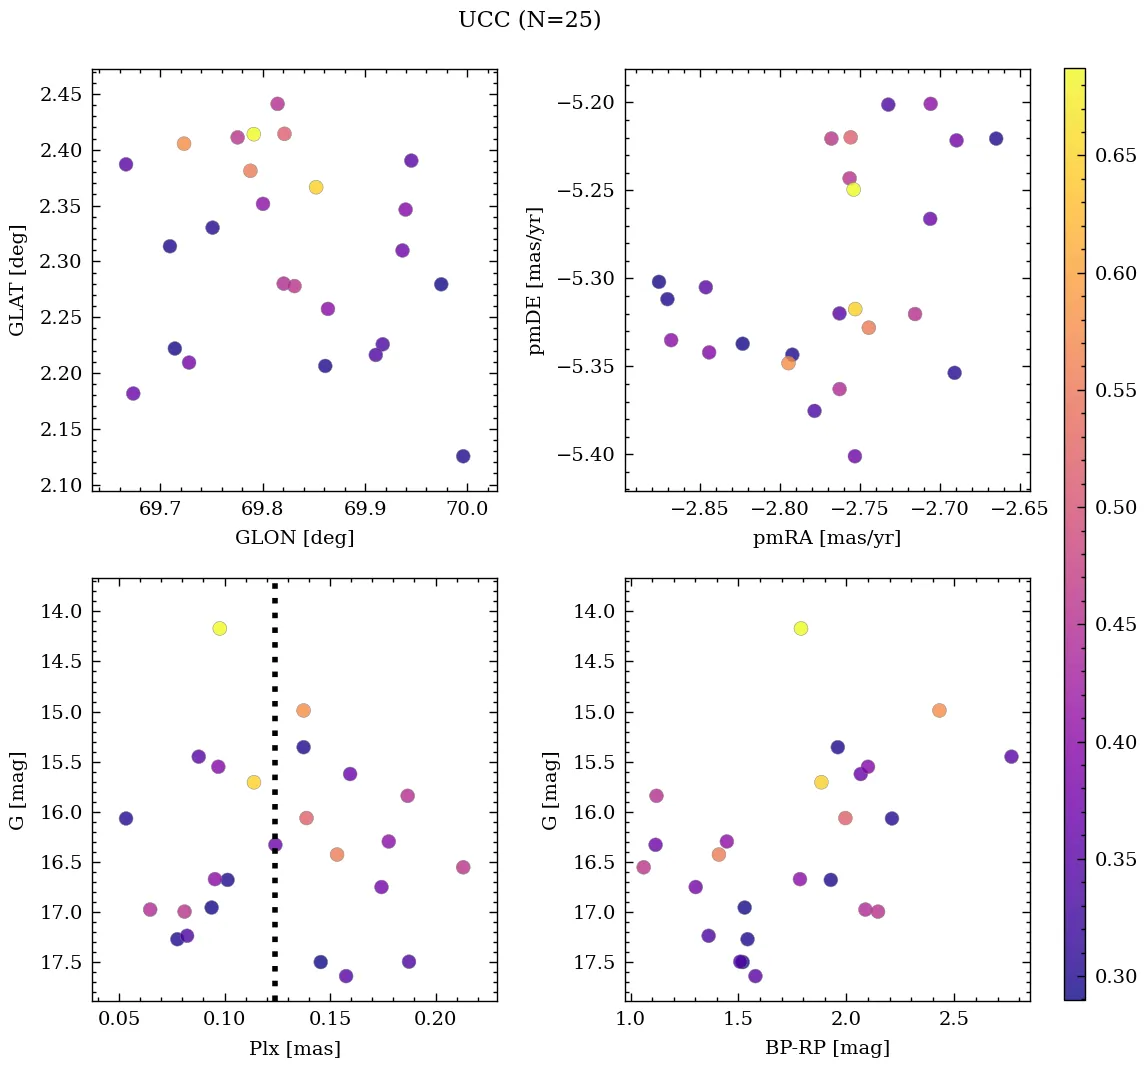 UCC (N=25)
2.45
2.40
2.35
2.30
2.25
2.20
2.15
2.10
GLAT [deg]
69.7 69.8 69.9 70.0
GLON [deg]
−5.20
−5.25
−5.30
−5.35
−5.40
pmDE [mas/yr]
−2.85 −2.80 −2.75 −2.70 −2.65
pmRA [mas/yr]
14.0
14.5
15.0
15.5
16.0
16.5
17.0
17.5
G [mag]
0.05 0.10 0.15 0.20
Plx [mas]
14.0
14.5
15.0
15.5
16.0
16.5
17.0
17.5
G [mag]
1.0 1.5 2.0 2.5
BP-RP [mag]
0.65
0.60
0.55
0.50
0.45
0.40
0.35
0.30